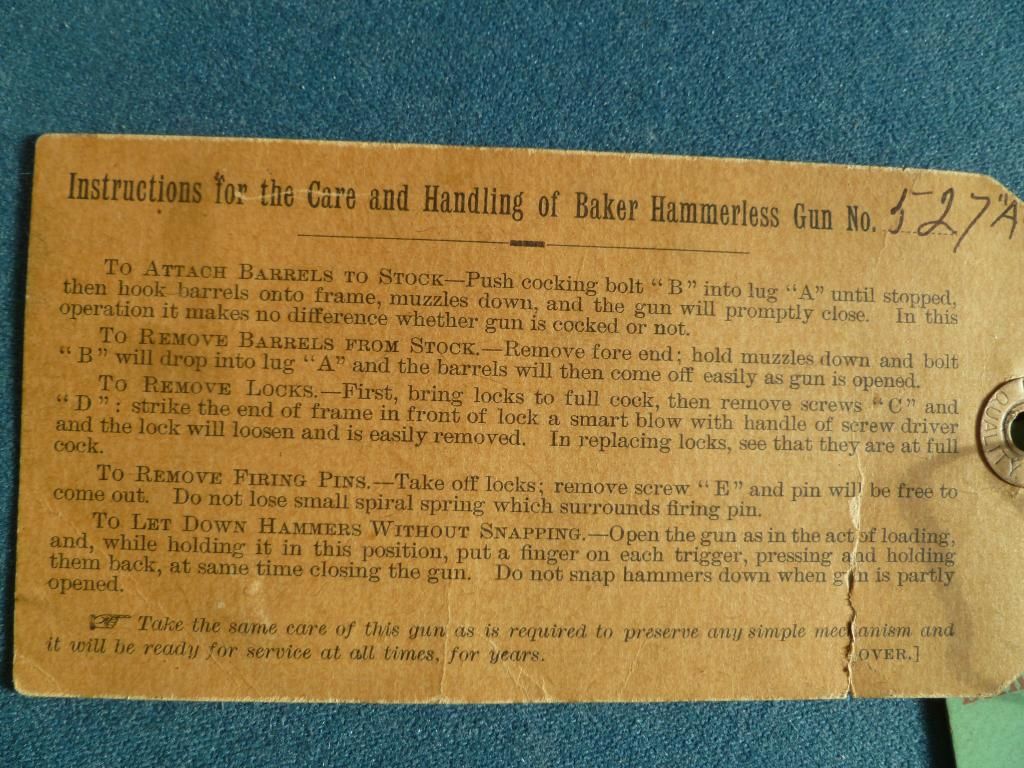 Instructions for the Care and Handling of Baker Hammerless Gun No. 527"A
To Attach Barrels to Stock—Push cocking bolt "B" into lug "A" until stopped,
then hook barrels onto frame, muzzles down, and the gun will promptly close. In this
operation it makes no difference whether gun is cocked or not.
To Remove Barrels from Stock.—Remove fore end; hold muzzles down and bolt
"B" will drop into lug "A" and the barrels will then come off easily as gun is opened.
To Remove Locks.—First, bring locks to full cock, then remove screws "C" and
"D": strike the end of frame in front of lock a smart blow with handle of screw driver
and the lock will loosen and is easily removed. In replacing locks, see that they are at full
cock.
To Remove Firing Pins.—Take off locks; remove screw "E" and pin will be free to
come out. Do not lose small spiral spring which surrounds firing pin.
To Let Down Hammers Without Snapping.—Open the gun as in the act of loading,
and, while holding it in this position, put a finger on each trigger, pressing and holding
them back, at same time closing the gun. Do not snap hammers down when gun is partly
opened.
☞ Take the same care of this gun as is required to preserve any simple mechanism and
it will be ready for service at all times, for years. [OVER.]
QUALITY